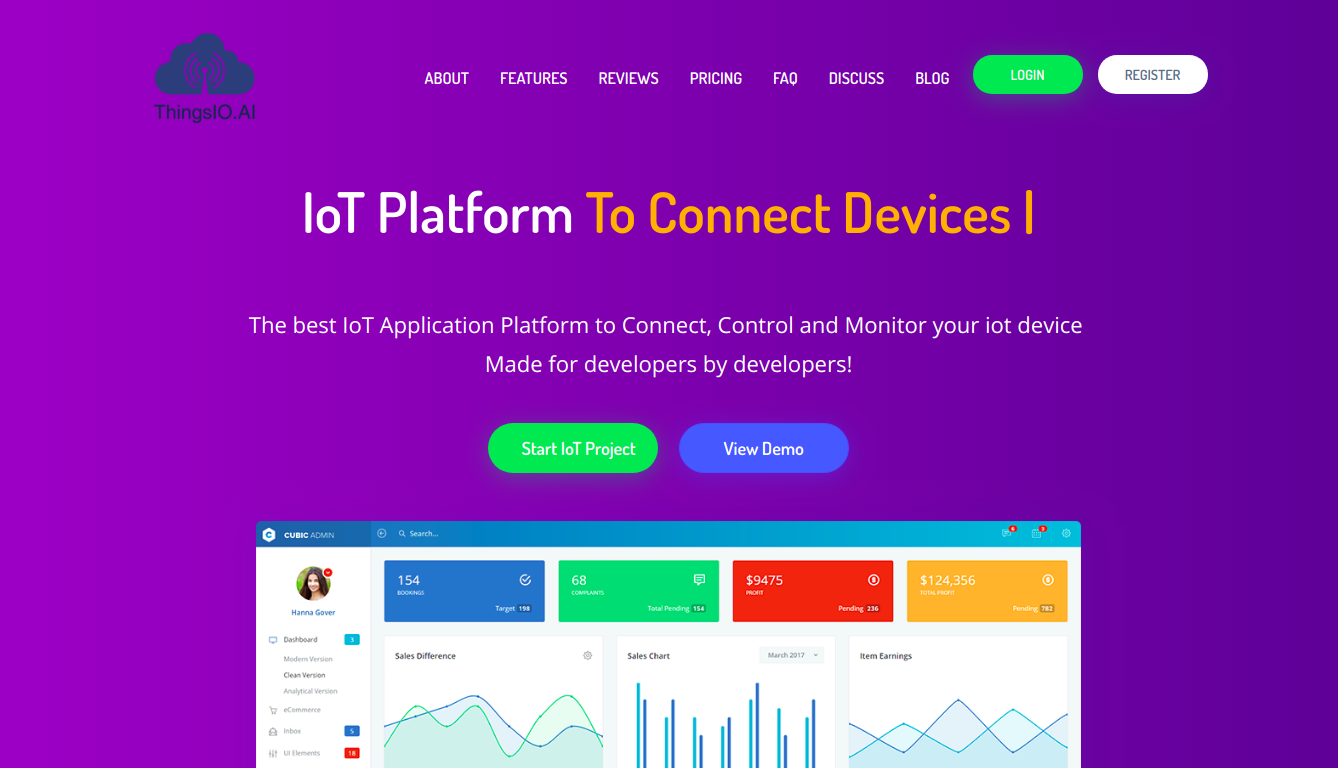 ThingsIO.AI
ABOUT FEATURES REVIEWS PRICING FAQ DISCUSS BLOG LOGIN REGISTER
IoT Platform To Connect Devices |
The best IoT Application Platform to Connect, Control and Monitor your iot device
Made for developers by developers!
Start IoT Project View Demo
C CUBIC ADMIN Search... 6 3
Hanna Gover
Dashboard 3
Modern Version
Clean Version
Analytical Version
eCommerce
Inbox 5
UI Elements 18
154
BOOKINGS
Target 198
68
COMPLAINTS
Total Pending 154
$9475
PROFIT
Pending 236
$124,356
TOTAL PROFIT
Pending 782
Sales Difference
Sales Chart March 2017
Item Earnings